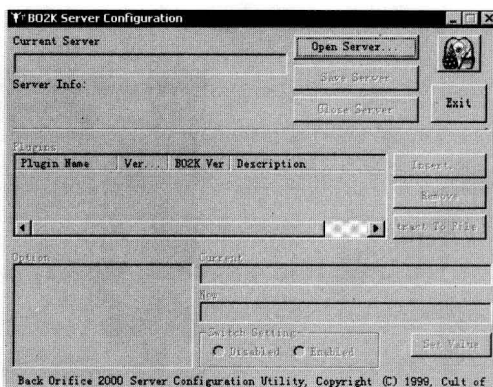 BO2K Server Configuration
Current Server
Open Server...
Server Info:
Save Server
Close Server
Exit
Plugins
Plugin Name Ver... BO2K Ver Description
Insert...
Remove
tract To File
Option
Current
New
Switch Setting
Disabled Enabled
Set Value
Back Orifice 2000 Server Configuration Utility, Copyright (C) 1999, Cult of